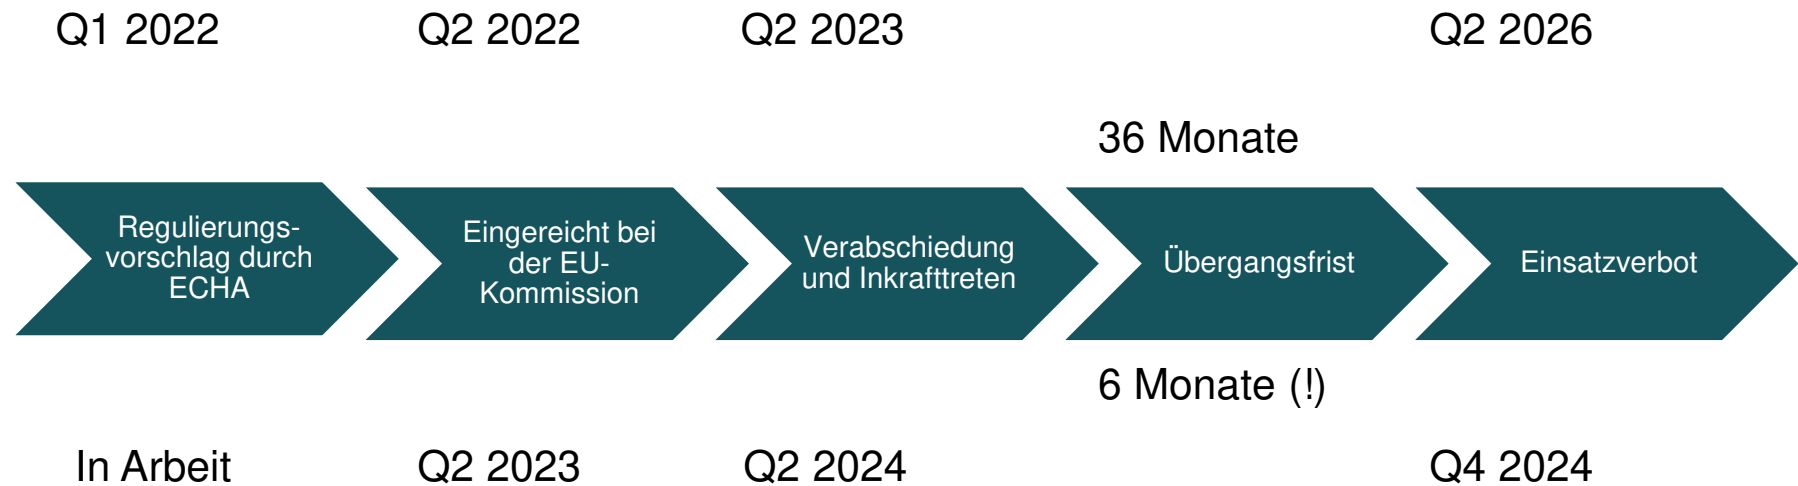 Q1 2022
Q2 2022
Q2 2023
Q2 2026
36 Monate
Regulierungs-
vorschlag durch
ECHA
Eingereicht bei
der EU-
Kommission
Verabschiedung
und Inkrafttreten
Übergangsfrist
Einsatzverbot
6 Monate (!)
In Arbeit
Q2 2023
Q2 2024
Q4 2024